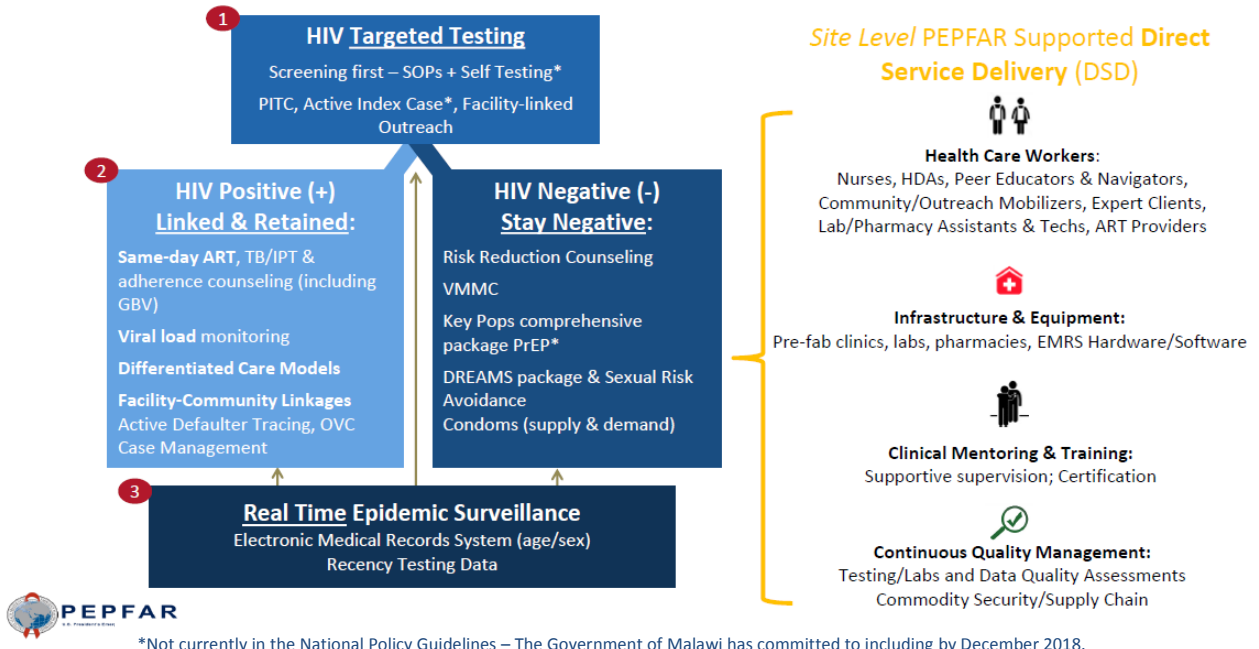 1
HIV Targeted Testing
Screening first – SOPs + Self Testing*
PITC, Active Index Case*, Facility-linked
Outreach
2
HIV Positive (+)
Linked & Retained:
Same-day ART, TB/IPT &
adherence counseling (including
GBV)
Viral load monitoring
Differentiated Care Models
Facility-Community Linkages
Active Defaulter Tracing, OVC
Case Management
HIV Negative (-)
Stay Negative:
Risk Reduction Counseling
VMMC
Key Pops comprehensive
package PrEP*
DREAMS package & Sexual Risk
Avoidance
Condoms (supply & demand)
3
Real Time Epidemic Surveillance
Electronic Medical Records System (age/sex)
Recency Testing Data
Site Level PEPFAR Supported Direct
Service Delivery (DSD)
Health Care Workers:
Nurses, HDAs, Peer Educators & Navigators,
Community/Outreach Mobilizers, Expert Clients,
Lab/Pharmacy Assistants & Techs, ART Providers
Infrastructure & Equipment:
Pre-fab clinics, labs, pharmacies, EMRS Hardware/Software
Clinical Mentoring & Training:
Supportive supervision; Certification
Continuous Quality Management:
Testing/Labs and Data Quality Assessments
Commodity Security/Supply Chain
PEPFAR
*Not currently in the National Policy Guidelines – The Government of Malawi has committed to including by December 2018.